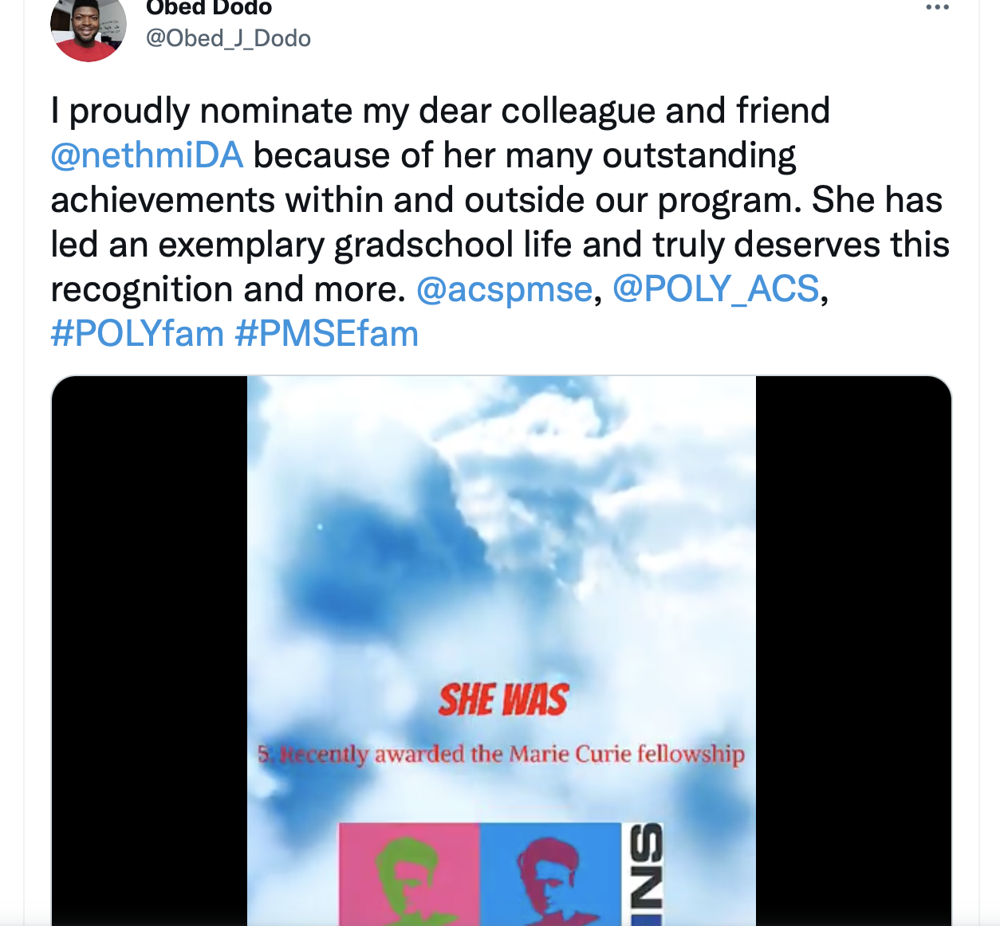 Obed Dodo
@Obed_J_Dodo
I proudly nominate my dear colleague and friend
@nethmiDA because of her many outstanding
achievements within and outside our program. She has
led an exemplary gradschool life and truly deserves this
recognition and more. @acspmse, @POLY_ACS,
#POLYfam #PMSEfam
SHE WAS
5. Recently awarded the Marie Curie fellowship